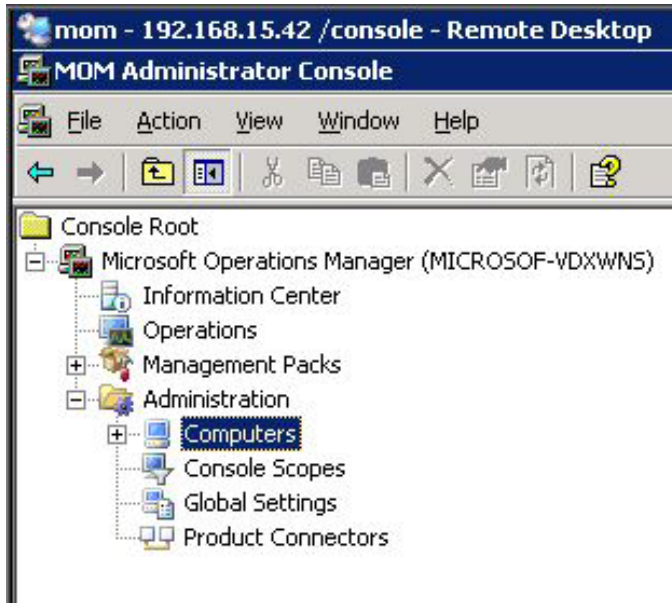 mom - 192.168.15.42 /console - Remote Desktop
MOM Administrator Console
File Action View Window Help
Console Root
Microsoft Operations Manager (MICROSOF-VDXWNS)
Information Center
Operations
Management Packs
Administration
Computers
Console Scopes
Global Settings
Product Connectors